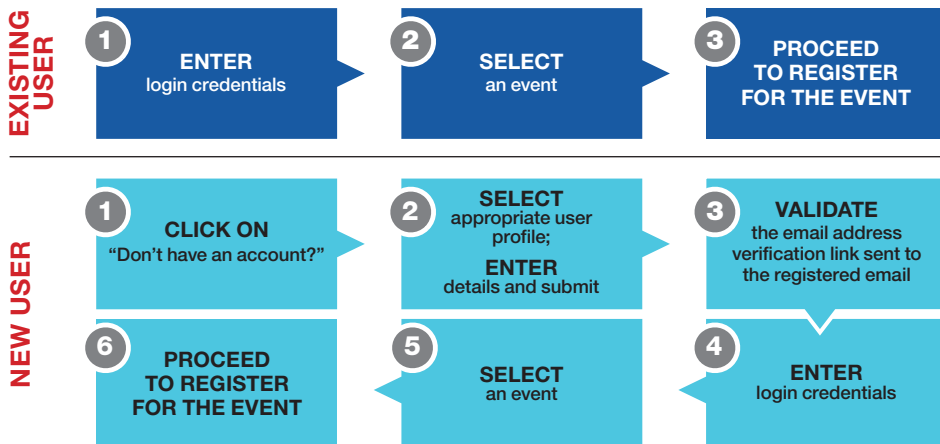 EXISTING
USER
1
ENTER
login credentials
2
SELECT
an event
3
PROCEED
TO REGISTER
FOR THE EVENT
NEW USER
1
CLICK ON
“Don’t have an account?”
2
SELECT
appropriate user
profile;
ENTER
details and submit
3
VALIDATE
the email address
verification link sent to
the registered email
4
ENTER
login credentials
5
SELECT
an event
6
PROCEED
TO REGISTER
FOR THE EVENT